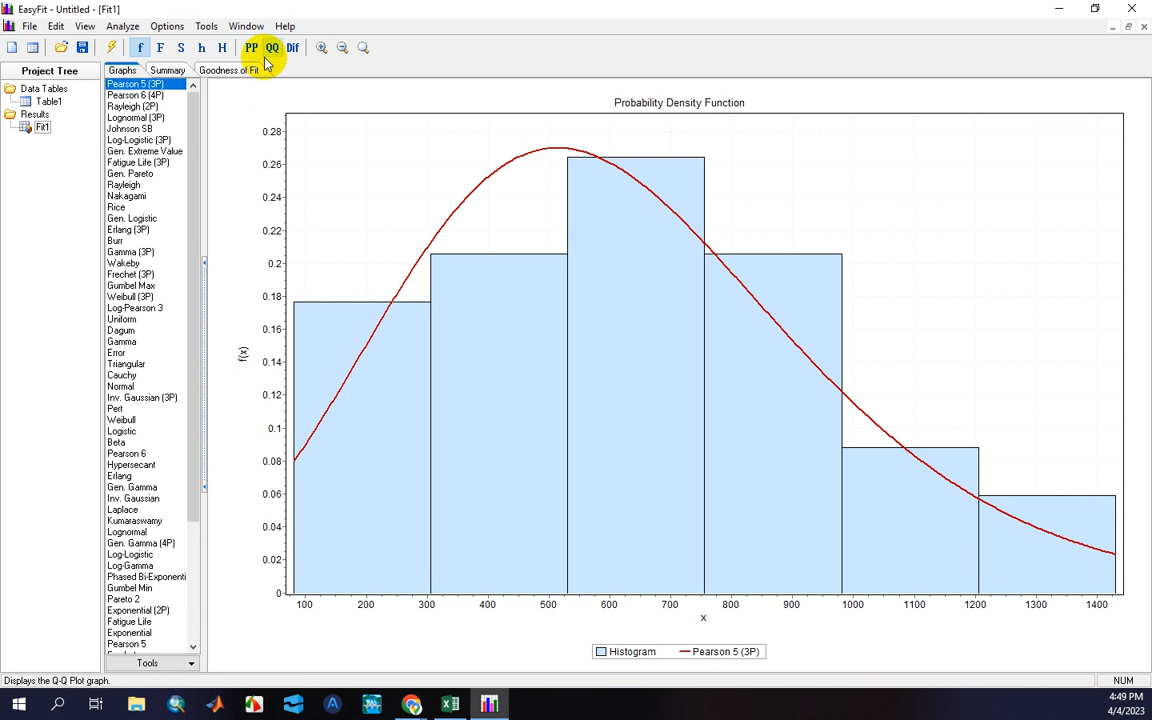 EasyFit - Untitled - [Fit1]
File Edit View Analyze Options Tools Window Help
f F S h H PP QQ Dif
Project Tree
Data Tables
Table1
Results
Fit1
Graphs Summary Goodness of Fit
Pearson 5 (3P)
Pearson 6 (4P)
Rayleigh (2P)
Lognormal (3P)
Johnson SB
Log-Logistic (3P)
Gen. Extreme Value
Fatigue Life (3P)
Gen. Pareto
Rayleigh
Nakagami
Rice
Gen. Logistic
Erlang (3P)
Burr
Gamma (3P)
Wakeby
Frechet (3P)
Gumbel Max
Weibull (3P)
Log-Pearson 3
Uniform
Dagum
Gamma
Error
Triangular
Cauchy
Normal
Inv. Gaussian (3P)
Pert
Weibull
Logistic
Beta
Pearson 6
Hypersecant
Erlang
Gen. Gamma
Inv. Gaussian
Laplace
Kumaraswamy
Lognormal
Gen. Gamma (4P)
Log-Logistic
Log-Gamma
Phased Bi-Exponenti
Gumbel Min
Pareto 2
Exponential (2P)
Fatigue Life
Exponential
Pearson 5
Tools
Probability Density Function
f(x)
0.28
0.26
0.24
0.22
0.2
0.18
0.16
0.14
0.12
0.1
0.08
0.06
0.04
0.02
0
100 200 300 400 500 600 700 800 900 1000 1100 1200 1300 1400
x
Histogram Pearson 5 (3P)
Displays the Q-Q Plot graph.
NUM
4:49 PM
4/4/2023